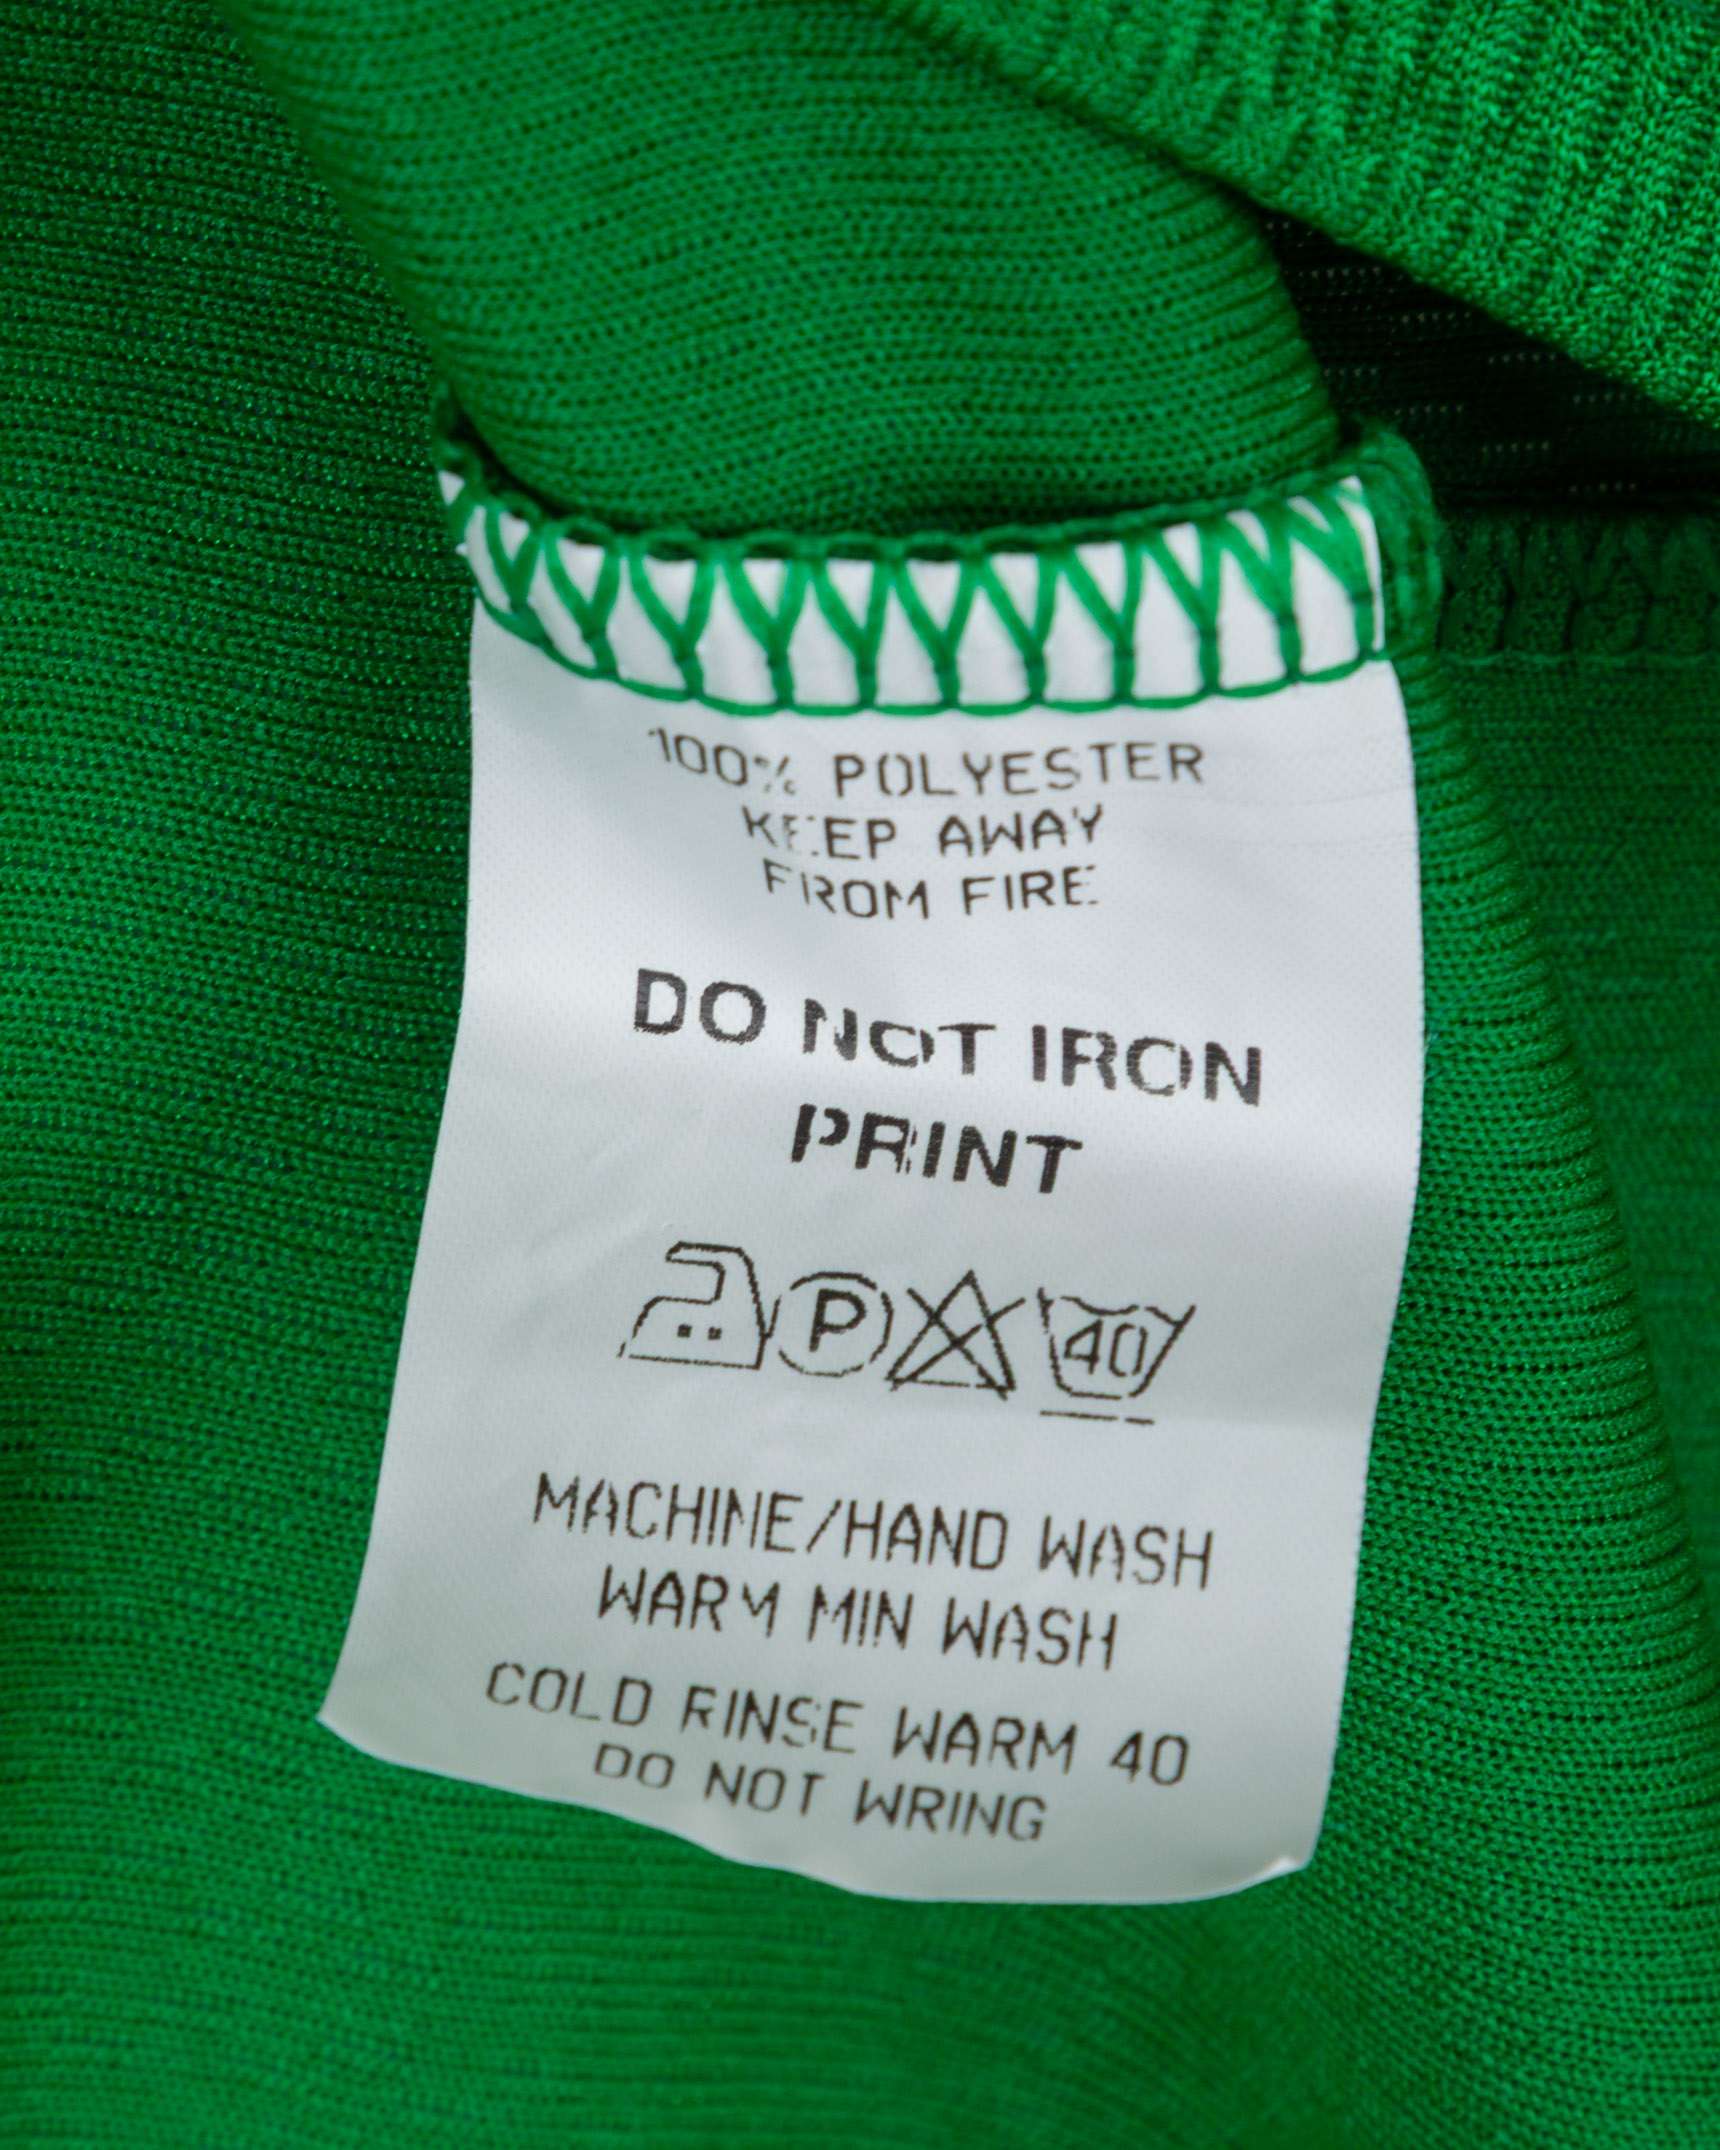 100% POLYESTER
KEEP AWAY
FROM FIRE
DO NOT IRON
PRINT
P 40
MACHINE/HAND WASH
WARM MIN WASH
COLD RINSE WARM 40
DO NOT WRING